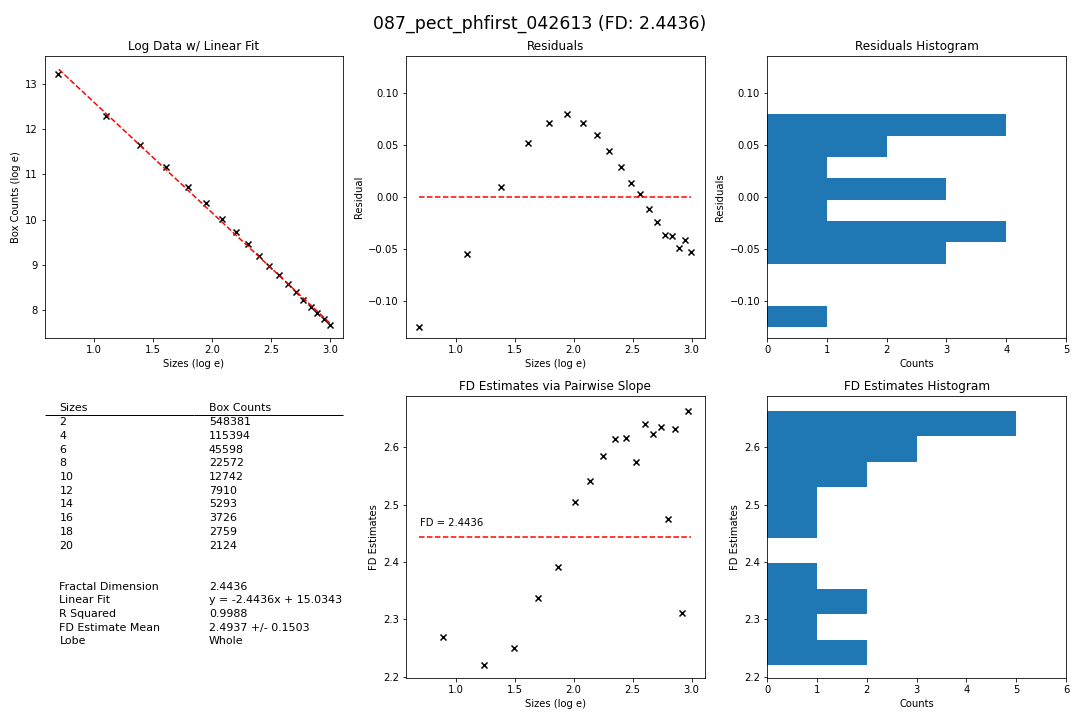 087_pect_phfirst_042613 (FD: 2.4436)
Log Data w/ Linear Fit
13
12
11
10
9
8
Box Counts (log e)
1.0 1.5 2.0 2.5 3.0
Sizes (log e)
Residuals
0.10
0.05
0.00
−0.05
−0.10
Residual
1.0 1.5 2.0 2.5 3.0
Sizes (log e)
Residuals Histogram
0.10
0.05
0.00
−0.05
−0.10
Residuals
0 1 2 3 4 5
Counts
Sizes Box Counts
2 548381
4 115394
6 45598
8 22572
10 12742
12 7910
14 5293
16 3726
18 2759
20 2124
Fractal Dimension 2.4436
Linear Fit y = -2.4436x + 15.0343
R Squared 0.9988
FD Estimate Mean 2.4937 +/- 0.1503
Lobe Whole
FD Estimates via Pairwise Slope
2.6
2.5
2.4
2.3
2.2
FD Estimates
FD = 2.4436
1.0 1.5 2.0 2.5 3.0
Sizes (log e)
FD Estimates Histogram
2.6
2.5
2.4
2.3
2.2
FD Estimates
0 1 2 3 4 5 6
Counts